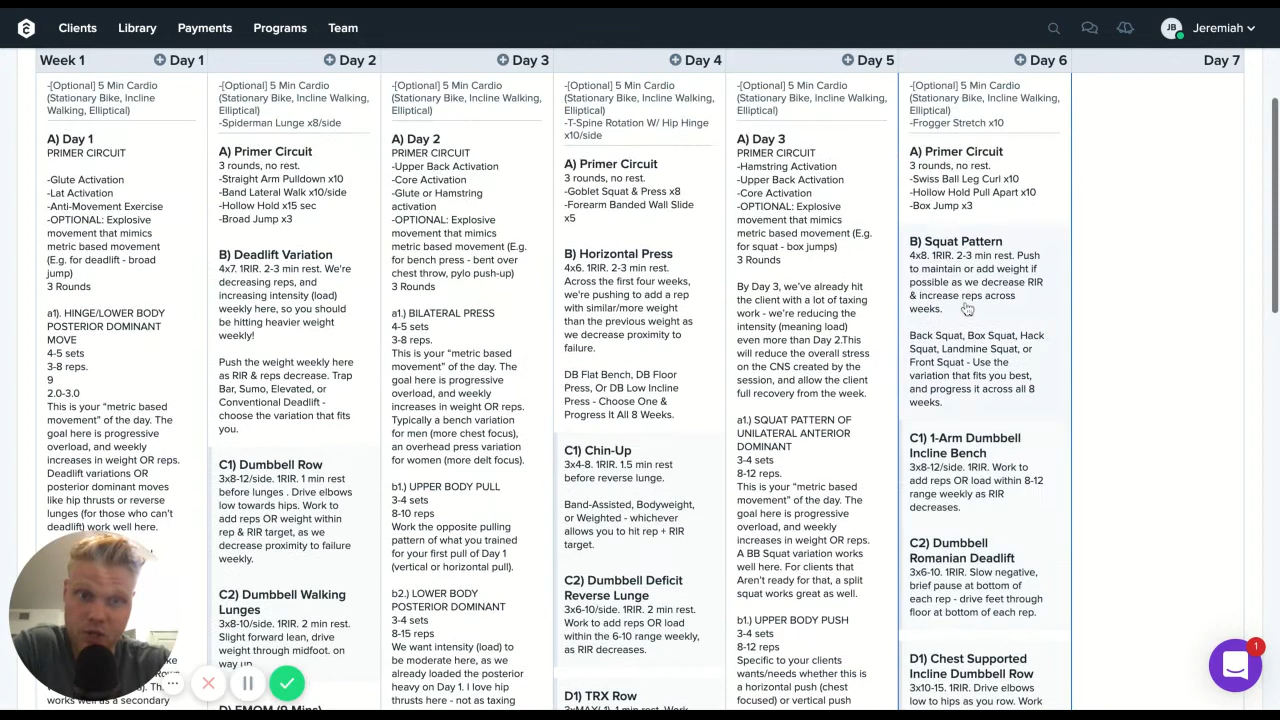 Clients
Library
Payments
Programs
Team
JB
Jeremiah
Week 1
Day 1
Day 2
Day 3
Day 4
Day 5
Day 6
Day 7
-[Optional] 5 Min Cardio
(Stationary Bike, Incline
Walking, Elliptical)
A) Day 1
PRIMER CIRCUIT
-Glute Activation
-Lat Activation
-Anti-Movement Exercise
-OPTIONAL: Explosive
movement that mimics
metric based movement
(E.g. for deadlift - broad
jump)
3 Rounds
a1). HINGE/LOWER BODY
POSTERIOR DOMINANT
MOVE
4-5 sets
3-8 reps.
9
2.0-3.0
This is your “metric based
movement” of the day. The
goal here is progressive
overload, and weekly
increases in weight OR reps.
Deadlift variations OR
posterior dominant moves
like hip thrusts or reverse
lunges (for those who can't
deadlift) work well here.
-[Optional] 5 Min Cardio
(Stationary Bike, Incline Walking,
Elliptical)
-Spiderman Lunge x8/side
A) Primer Circuit
3 rounds, no rest.
-Straight Arm Pulldown x10
-Band Lateral Walk x10/side
-Hollow Hold x15 sec
-Broad Jump x3
B) Deadlift Variation
4x7. 1RIR. 2-3 min rest. We're
decreasing reps, and
increasing intensity (load)
weekly here, so you should
be hitting heavier weight
weekly!
Push the weight weekly here
as RIR & reps decrease. Trap
Bar, Sumo, Elevated, or
Conventional Deadlift -
choose the variation that fits
you.
C1) Dumbbell Row
3x8-12/side. 1RIR. 1 min rest
before lunges . Drive elbows
low towards hips. Work to
add reps OR weight within
rep & RIR target, as we
decrease proximity to failure
weekly.
C2) Dumbbell Walking
Lunges
3x8-10/side. 1RIR. 2 min rest.
Slight forward lean, drive
weight through midfoot. on
way up.
-[Optional] 5 Min Cardio
(Stationary Bike, Incline Walking,
Elliptical)
A) Day 2
PRIMER CIRCUIT
-Upper Back Activation
-Core Activation
-Glute or Hamstring
activation
-OPTIONAL: Explosive
movement that mimics
metric based movement (E.g.
for bench press - bent over
chest throw, pylo push-up)
3 Rounds
a1.) BILATERAL PRESS
4-5 sets
3-8 reps.
This is your “metric based
movement” of the day. The
goal here is progressive
overload, and weekly
increases in weight OR reps.
Typically a bench variation
for men (more chest focus),
an overhead press variation
for women (more delt focus).
b1.) UPPER BODY PULL
3-4 sets
8-10 reps
Work the opposite pulling
pattern of what you trained
for your first pull of Day 1
(vertical or horizontal pull).
b2.) LOWER BODY
POSTERIOR DOMINANT
3-4 sets
8-15 reps
We want intensity (load) to
be moderate here, as we
already loaded the posterior
heavy on Day 1. I love hip
thrusts here - not as taxing
-[Optional] 5 Min Cardio
(Stationary Bike, Incline Walking,
Elliptical)
-T-Spine Rotation W/ Hip Hinge
x10/side
A) Primer Circuit
3 rounds, no rest.
-Goblet Squat & Press x8
-Forearm Banded Wall Slide
x5
B) Horizontal Press
4x6. 1RIR. 2-3 min rest.
Across the first four weeks,
we're pushing to add a rep
with similar/more weight
than the previous weight as
we decrease proximity to
failure.
DB Flat Bench, DB Floor
Press, Or DB Low Incline
Press - Choose One &
Progress It All 8 Weeks.
C1) Chin-Up
3x4-8. 1RIR. 1.5 min rest
before reverse lunge.
Band-Assisted, Bodyweight,
or Weighted - whichever
allows you to hit rep + RIR
target.
C2) Dumbbell Deficit
Reverse Lunge
3x6-10/side. 1RIR. 2 min rest.
Work to add reps OR load
within the 6-10 range weekly,
as RIR decreases.
D1) TRX Row
-[Optional] 5 Min Cardio
(Stationary Bike, Incline Walking,
Elliptical)
A) Day 3
PRIMER CIRCUIT
-Hamstring Activation
-Upper Back Activation
-Core Activation
-OPTIONAL: Explosive
movement that mimics
metric based movement (E.g.
for squat - box jumps)
3 Rounds
By Day 3, we've already hit
the client with a lot of taxing
work - we're reducing the
intensity (meaning load)
even more than Day 2.This
will reduce the overall stress
on the CNS created by the
session, and allow the client
full recovery from the week.
a1.) SQUAT PATTERN OF
UNILATERAL ANTERIOR
DOMINANT
3-4 sets
8-12 reps.
This is your “metric based
movement” of the day. The
goal here is progressive
overload, and weekly
increases in weight OR reps.
A BB Squat variation works
well here. For clients that
Aren't ready for that, a split
squat works great as well.
b1.) UPPER BODY PUSH
3-4 sets
8-12 reps
Specific to your clients
wants/needs whether this is
a horizontal push (chest
focused) or vertical push
-[Optional] 5 Min Cardio
(Stationary Bike, Incline Walking,
Elliptical)
-Frogger Stretch x10
A) Primer Circuit
3 rounds, no rest.
-Swiss Ball Leg Curl x10
-Hollow Hold Pull Apart x10
-Box Jump x3
B) Squat Pattern
4x8. 1RIR. 2-3 min rest. Push
to maintain or add weight if
possible as we decrease RIR
& increase reps across
weeks.
Back Squat, Box Squat, Hack
Squat, Landmine Squat, or
Front Squat - Use the
variation that fits you best,
and progress it across all 8
weeks.
C1) 1-Arm Dumbbell
Incline Bench
3x8-12/side. 1RIR. Work to
add reps OR load within 8-12
range weekly as RIR
decreases.
C2) Dumbbell
Romanian Deadlift
3x6-10. 1RIR. Slow negative,
brief pause at bottom of
each rep - drive feet through
floor at bottom of each rep.
D1) Chest Supported
Incline Dumbbell Row
3x10-15. 1RIR. Drive elbows
low to hips as you row. Work
1